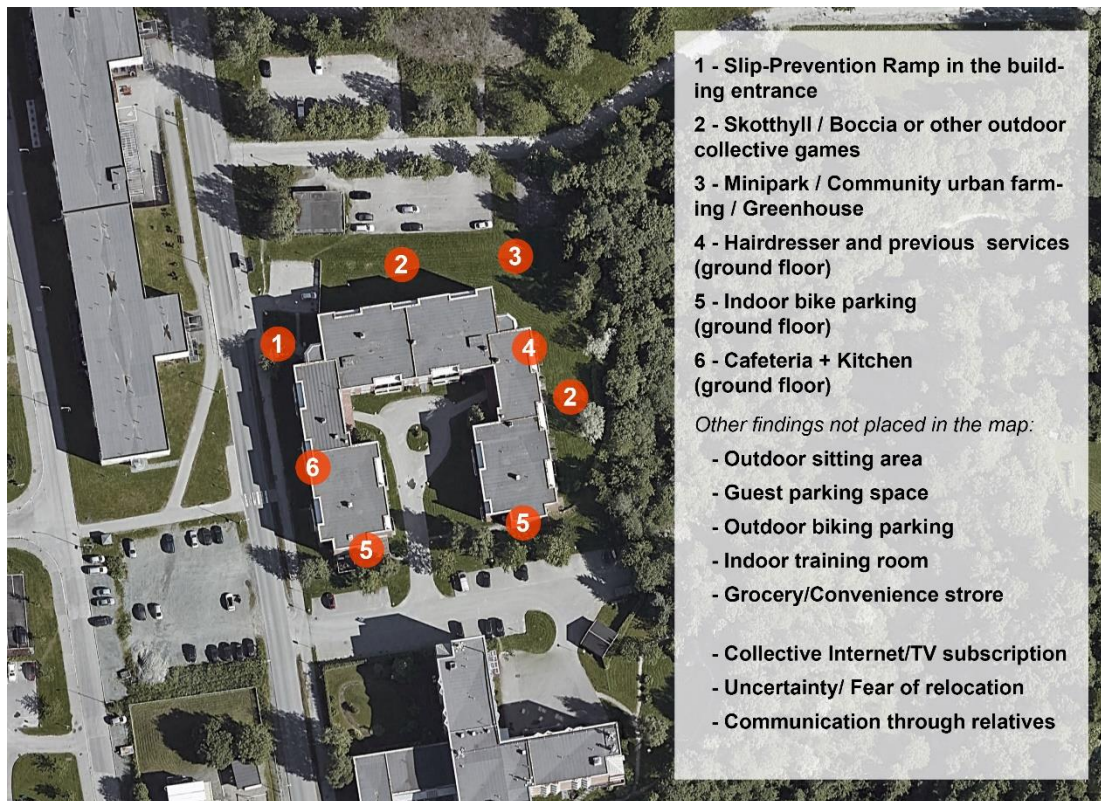 1 - Slip-Prevention Ramp in the build-
ing entrance
2 - Skotthyll / Boccia or other outdoor
collective games
3 - Minipark / Community urban farm-
ing / Greenhouse
4 - Hairdresser and previous  services
(ground floor)
5 - Indoor bike parking
(ground floor)
6 - Cafeteria + Kitchen
(ground floor)
Other findings not placed in the map:
- Outdoor sitting area
- Guest parking space
- Outdoor biking parking
- Indoor training room
- Grocery/Convenience strore
- Collective Internet/TV subscription
- Uncertainty/ Fear of relocation
- Communication through relatives
2
3
1
4
2
6
5
5